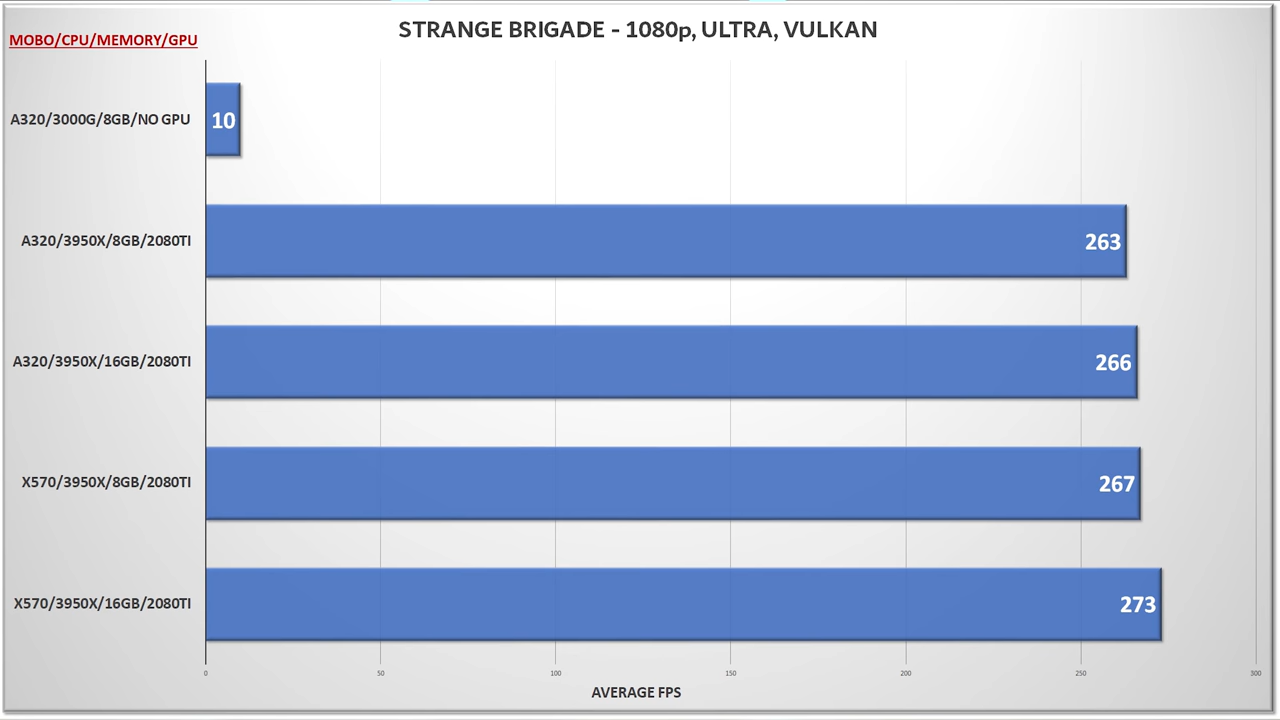 STRANGE BRIGADE - 1080p, ULTRA, VULKAN
MOBO/CPU/MEMORY/GPU
A320/3000G/8GB/NO GPU
10
A320/3950X/8GB/2080TI
263
A320/3950X/16GB/2080TI
266
X570/3950X/8GB/2080TI
267
X570/3950X/16GB/2080TI
273
0 50 100 150 200 250 300
AVERAGE FPS